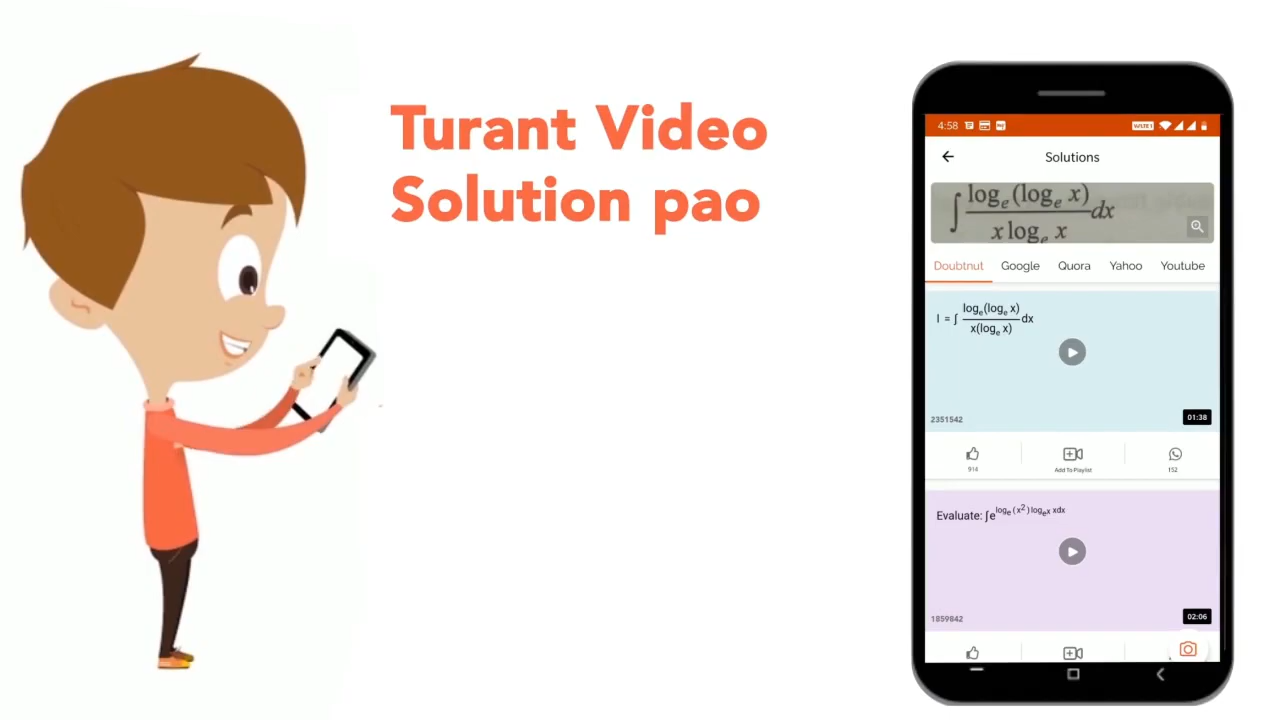 Turant Video
Solution pao
4:58
VoLTE1
Solutions
∫ logₑ(logₑ x) / x logₑ x dx
Doubtnut Google Quora Yahoo Youtube
I = ∫ logₑ(logₑ x) / x(logₑ x) dx
2351542 01:38
914 Add To Playlist 152
Evaluate: ∫e^logₑ(x²)logₑx xdx
1859842 02:06